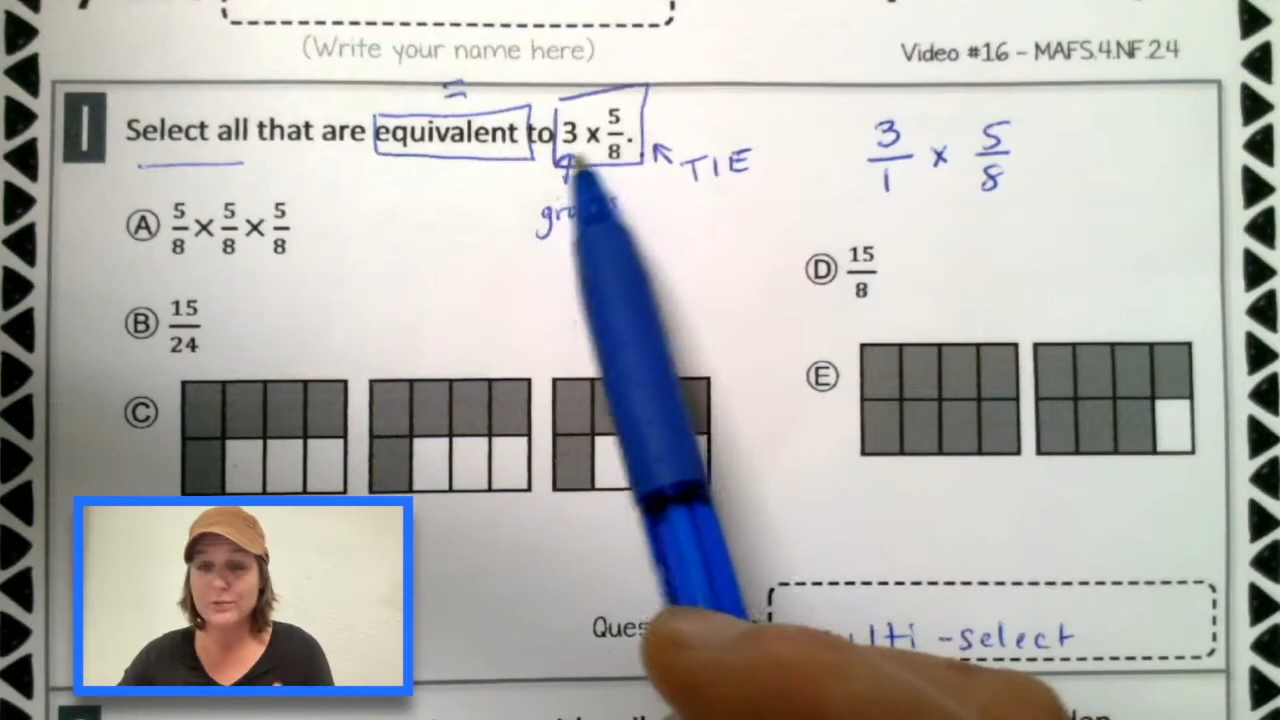 (Write your name here)
Video #16 - MAFS.4.NF.2.4
=
1 Select all that are equivalent to 3 x 5/8.
TIE
3/1 x 5/8
Ⓐ 5/8 × 5/8 × 5/8
Ⓑ 15/24
Ⓒ
Ⓓ 15/8
Ⓔ
-select